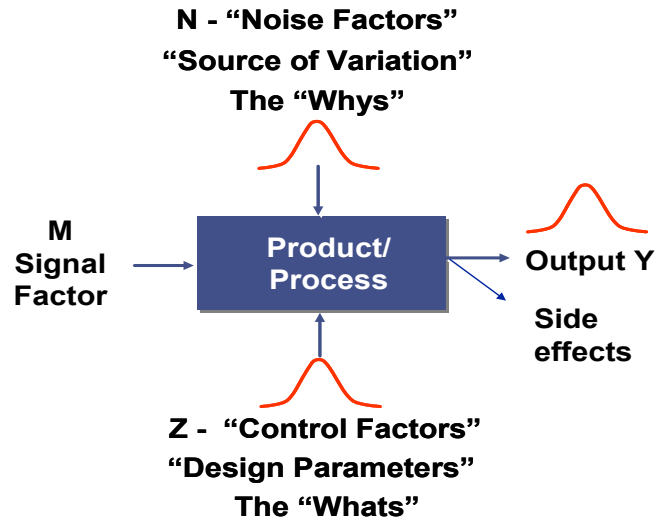 N - “Noise Factors”
“Source of Variation”
The “Whys”
M
Signal
Factor
Product/
Process
Output Y
Side
effects
Z -  “Control Factors”
“Design Parameters”
The “Whats”